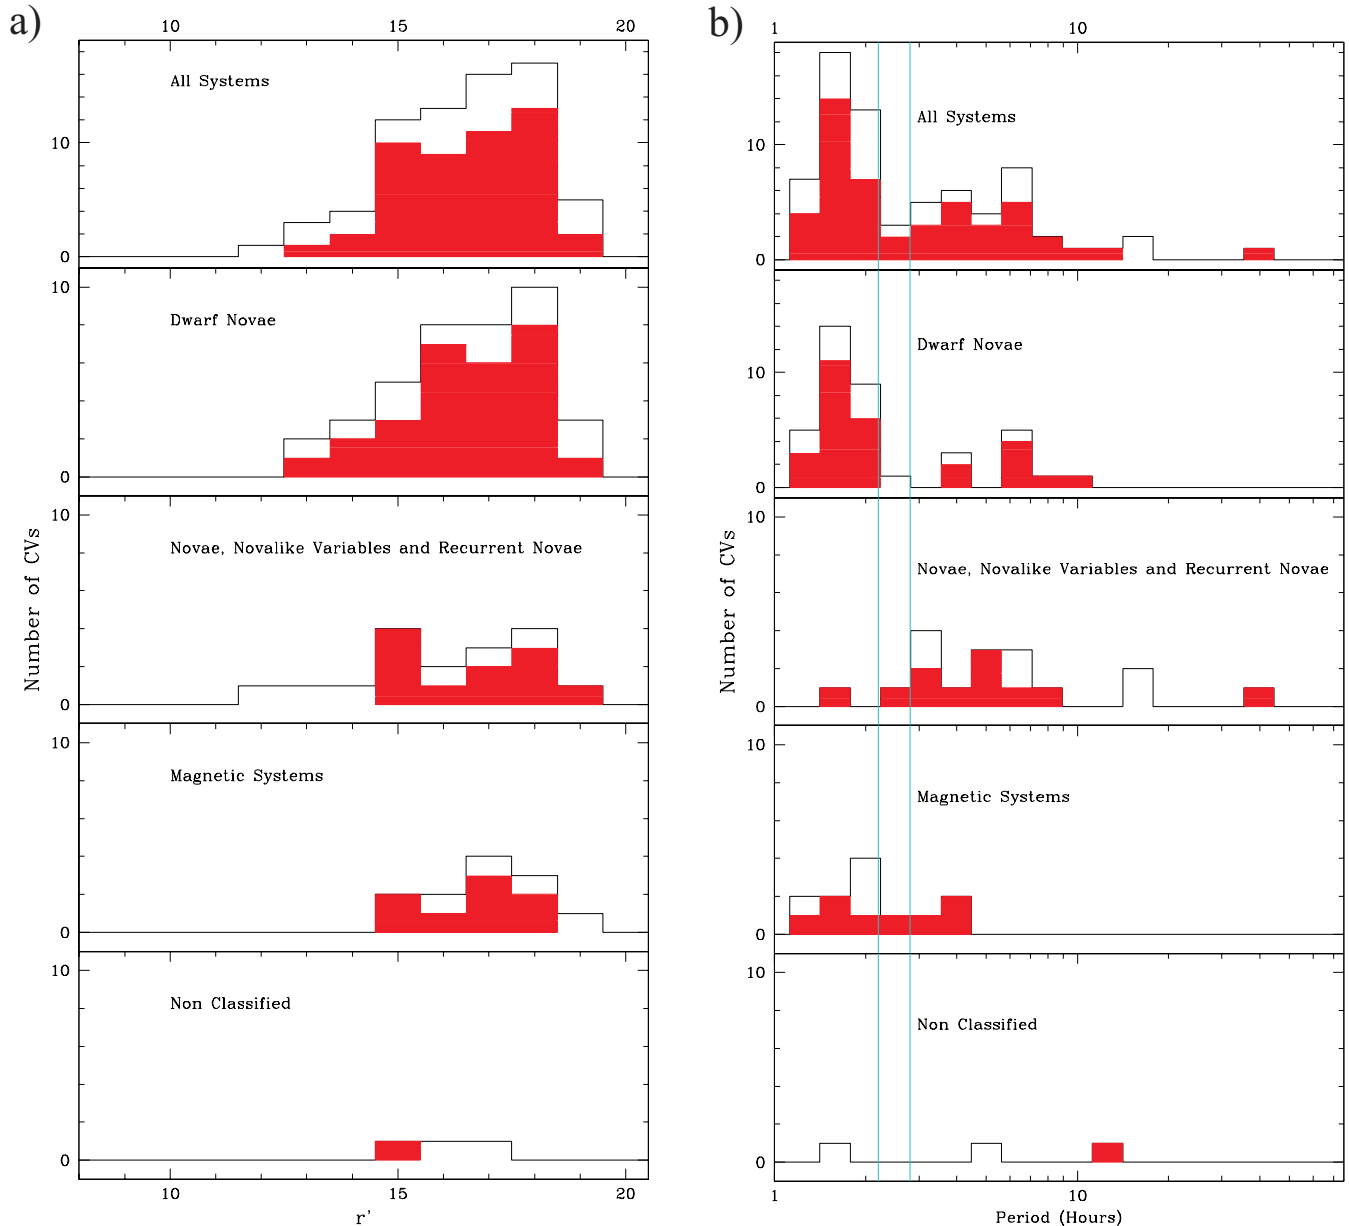 a)
10 15 20
All Systems
10
0
Dwarf Novae
10
0
Novae, Novalike Variables and Recurrent Novae
10
0
Magnetic Systems
10
0
Non Classified
10
0
10 15 20
r'
Number of CVs
b)
1 10
All Systems
10
0
Dwarf Novae
10
0
Novae, Novalike Variables and Recurrent Novae
10
0
Magnetic Systems
10
0
Non Classified
10
0
1 10
Period (Hours)
Number of CVs